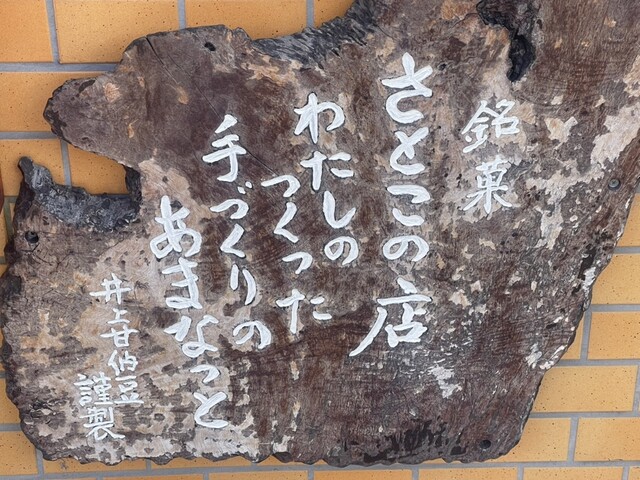 銘菓
さとこの店
わたしの
つくった
手づくりの
あまなっと
井上甘伯豆
謹製